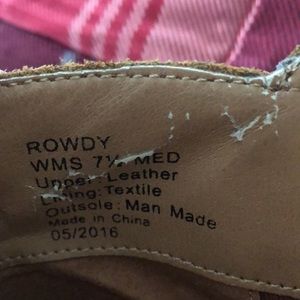 ROWDY
WMS 7½ MED
Upper: Leather
Lining: Textile
Outsole: Man Made
Made in China
05/2016